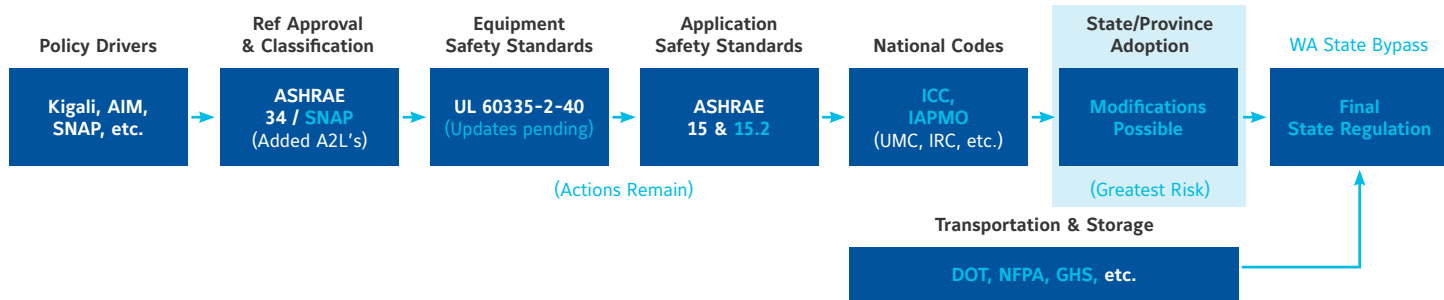 Policy Drivers
Kigali, AIM,
SNAP, etc.
Ref Approval
& Classification
ASHRAE
34 / SNAP
(Added A2L's)
Equipment
Safety Standards
UL 60335-2-40
(Updates pending)
Application
Safety Standards
ASHRAE
15 & 15.2
(Actions Remain)
National Codes
ICC,
IAPMO
(UMC, IRC, etc.)
State/Province
Adoption
Modifications
Possible
(Greatest Risk)
WA State Bypass
Final
State Regulation
Transportation & Storage
DOT, NFPA, GHS, etc.